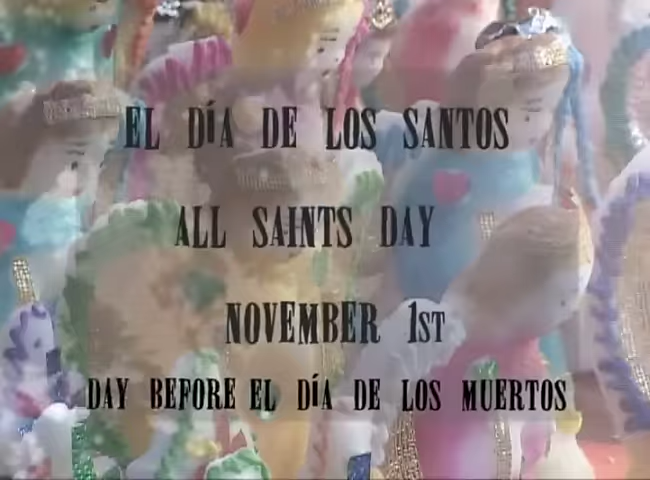 EL DÍA DE LOS SANTOS
ALL SAINTS DAY
NOVEMBER 1ST
DAY BEFORE EL DÍA DE LOS MUERTOS